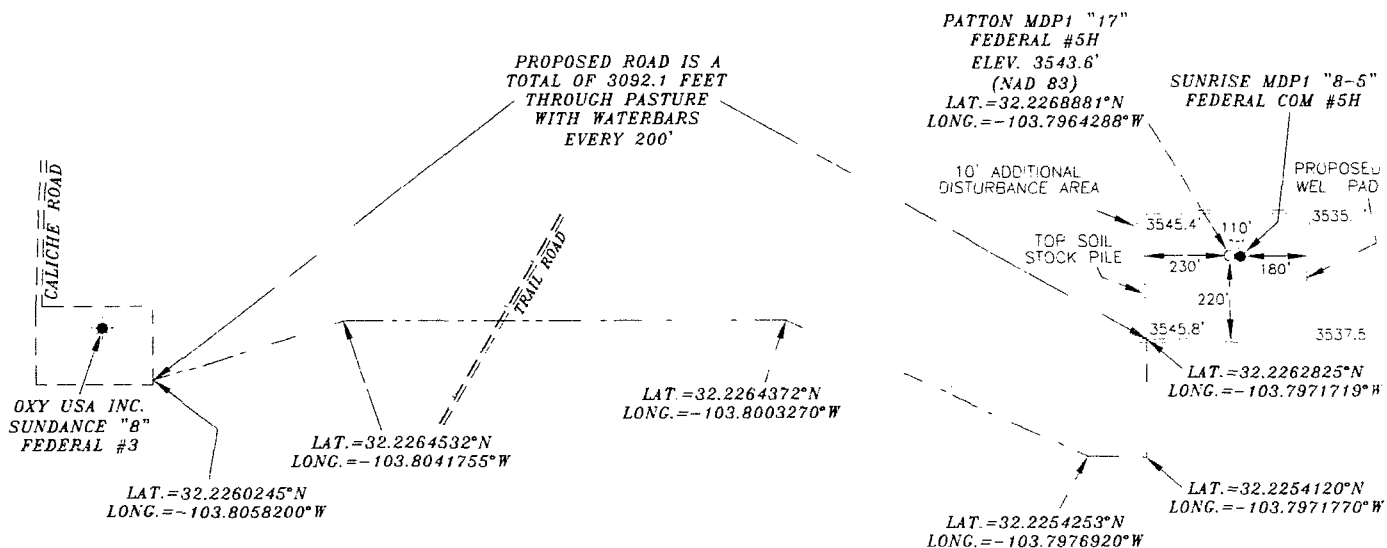 PATTON MDP1 "17"
FEDERAL #5H
ELEV. 3543.6'
(NAD 83)
LAT.=32.2268881°N
LONG.=-103.7964288°W
SUNRISE MDP1 "8-5"
FEDERAL COM #5H
PROPOSED ROAD IS A
TOTAL OF 3092.1 FEET
THROUGH PASTURE
WITH WATERBARS
EVERY 200'
CALICHE ROAD
10' ADDITIONAL
DISTURBANCE AREA
PROPOSED
WEL PAD
3545.4'
110'
3535.
TOP SOIL
STOCK PILE
230'
180'
220'
TRAIL ROAD
3545.8'
3537.5
LAT.=32.2262825°N
LONG.=-103.7971719°W
OXY USA INC.
SUNDANCE "8"
FEDERAL #3
LAT.=32.2264532°N
LONG.=-103.8041755°W
LAT.=32.2264372°N
LONG.=-103.8003270°W
LAT.=32.2260245°N
LONG.=-103.8058200°W
LAT.=32.2254120°N
LONG.=-103.7971770°W
LAT.=32.2254253°N
LONG.=-103.7976920°W